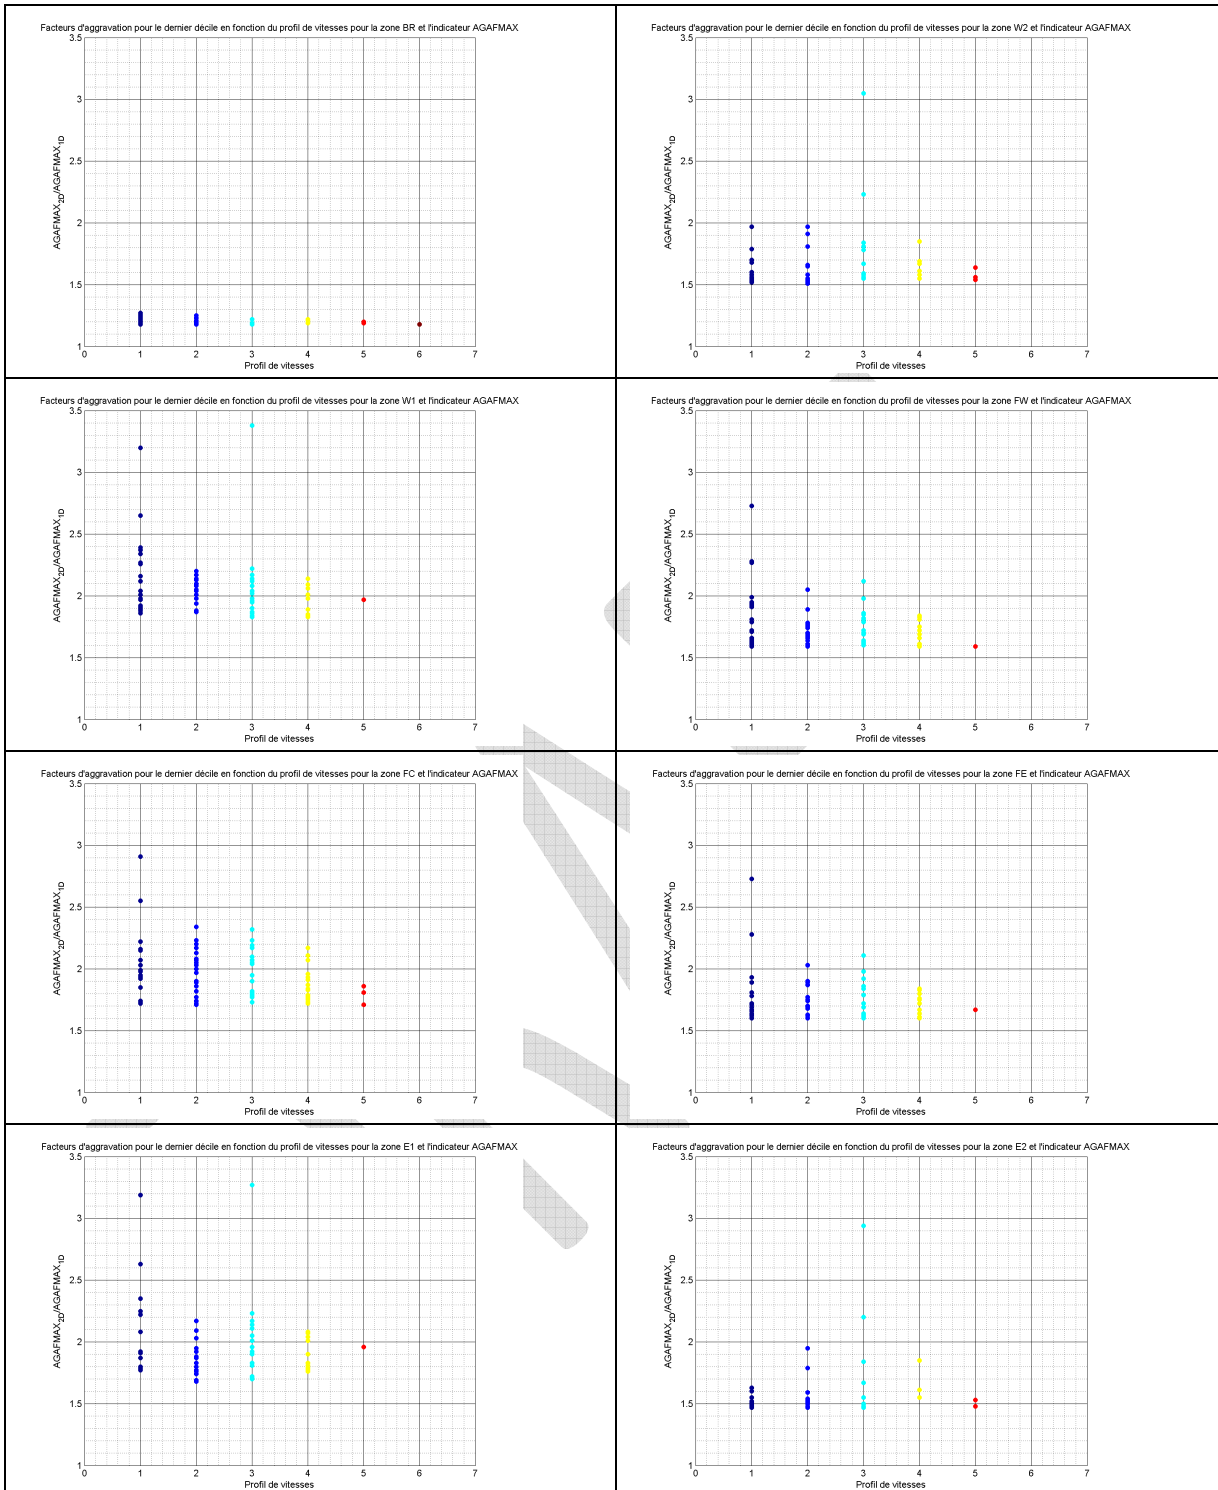 Facteurs d'aggravation pour le dernier décile en fonction du profil de vitesses pour la zone BR et l'indicateur AGAFMAX
3.5
3
2.5
2
1.5
1
AGAFMAX2D/AGAFMAX1D
0 1 2 3 4 5 6 7
Profil de vitesses
Facteurs d'aggravation pour le dernier décile en fonction du profil de vitesses pour la zone W2 et l'indicateur AGAFMAX
3.5
3
2.5
2
1.5
1
AGAFMAX2D/AGAFMAX1D
0 1 2 3 4 5 6 7
Profil de vitesses
Facteurs d'aggravation pour le dernier décile en fonction du profil de vitesses pour la zone W1 et l'indicateur AGAFMAX
3.5
3
2.5
2
1.5
1
AGAFMAX2D/AGAFMAX1D
0 1 2 3 4 5 6 7
Profil de vitesses
Facteurs d'aggravation pour le dernier décile en fonction du profil de vitesses pour la zone FW et l'indicateur AGAFMAX
3.5
3
2.5
2
1.5
1
AGAFMAX2D/AGAFMAX1D
0 1 2 3 4 5 6 7
Profil de vitesses
Facteurs d'aggravation pour le dernier décile en fonction du profil de vitesses pour la zone FC et l'indicateur AGAFMAX
3.5
3
2.5
2
1.5
1
AGAFMAX2D/AGAFMAX1D
0 1 2 3 4 5 6 7
Profil de vitesses
Facteurs d'aggravation pour le dernier décile en fonction du profil de vitesses pour la zone FE et l'indicateur AGAFMAX
3.5
3
2.5
2
1.5
1
AGAFMAX2D/AGAFMAX1D
0 1 2 3 4 5 6 7
Profil de vitesses
Facteurs d'aggravation pour le dernier décile en fonction du profil de vitesses pour la zone E1 et l'indicateur AGAFMAX
3.5
3
2.5
2
1.5
1
AGAFMAX2D/AGAFMAX1D
0 1 2 3 4 5 6 7
Profil de vitesses
Facteurs d'aggravation pour le dernier décile en fonction du profil de vitesses pour la zone E2 et l'indicateur AGAFMAX
3.5
3
2.5
2
1.5
1
AGAFMAX2D/AGAFMAX1D
0 1 2 3 4 5 6 7
Profil de vitesses